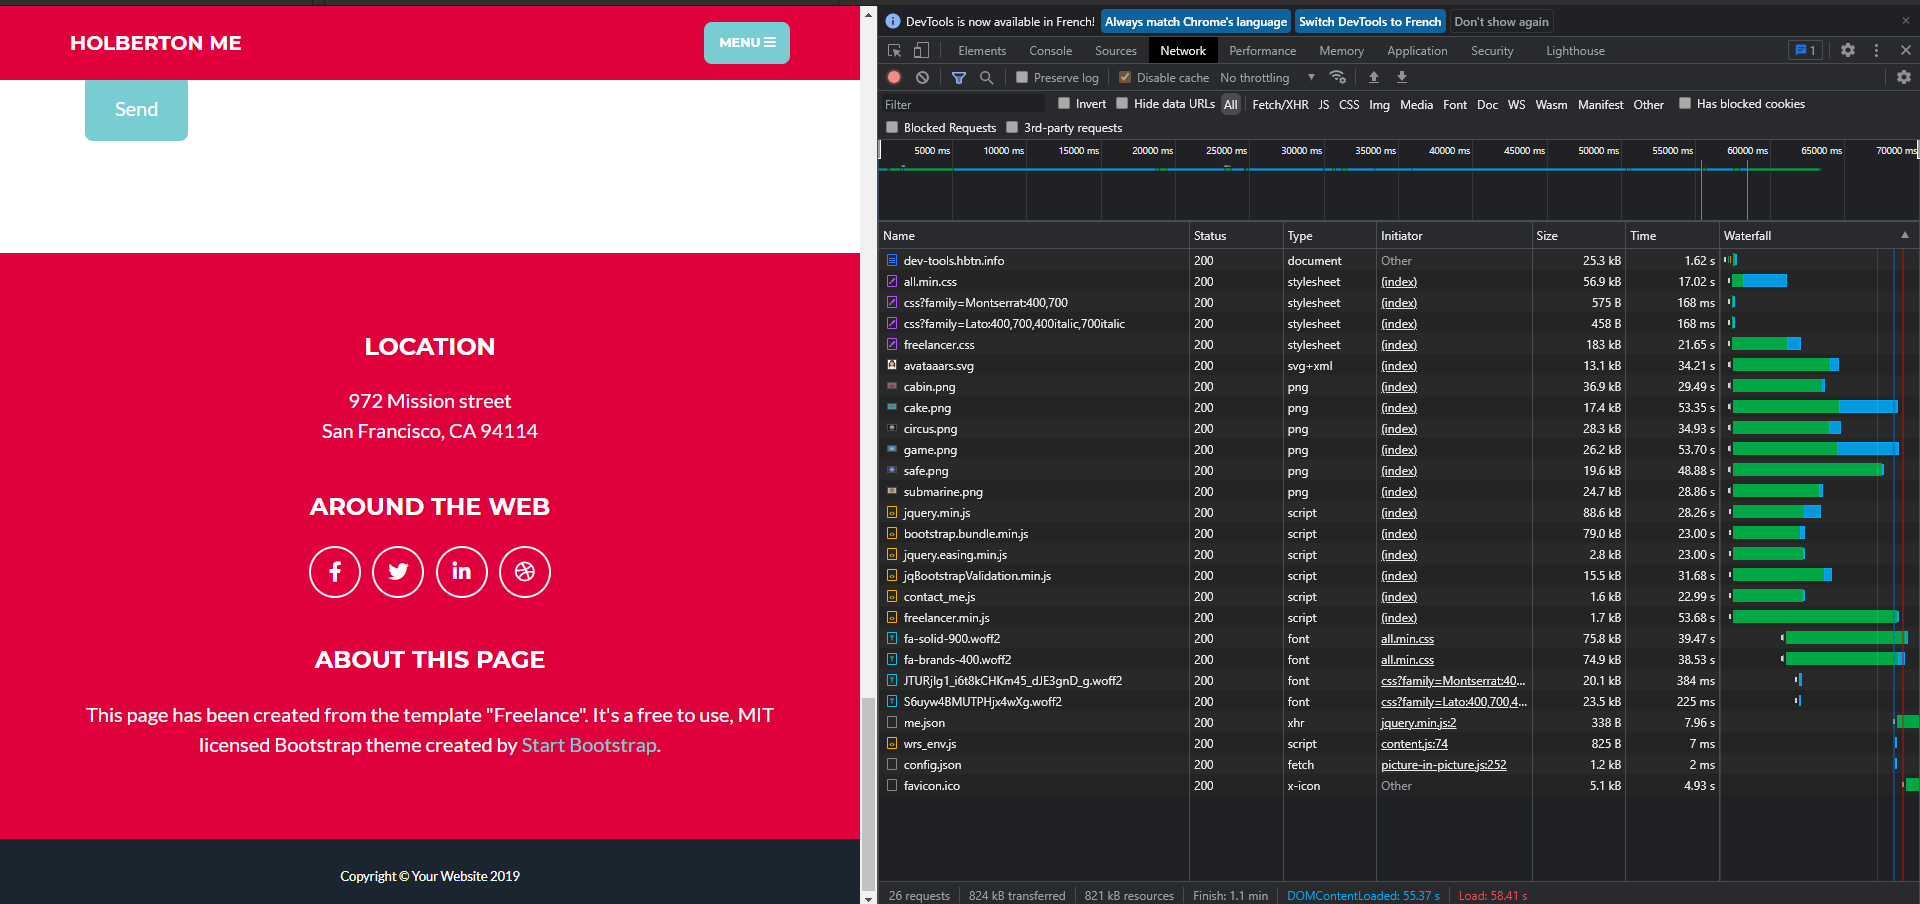 HOLBERTON ME
MENU
Send
LOCATION
972 Mission street
San Francisco, CA 94114
AROUND THE WEB
ABOUT THIS PAGE
This page has been created from the template "Freelance". It's a free to use, MIT
licensed Bootstrap theme created by Start Bootstrap.
Copyright © Your Website 2019
DevTools is now available in French! Always match Chrome's language Switch DevTools to French Don't show again
Elements Console Sources Network Performance Memory Application Security Lighthouse 1
Preserve log Disable cache No throttling
Filter Invert Hide data URLs All Fetch/XHR JS CSS Img Media Font Doc WS Wasm Manifest Other Has blocked cookies
Blocked Requests 3rd-party requests
5000 ms 10000 ms 15000 ms 20000 ms 25000 ms 30000 ms 35000 ms 40000 ms 45000 ms 50000 ms 55000 ms 60000 ms 65000 ms 70000 ms
Name Status Type Initiator Size Time Waterfall
dev-tools.hbtn.info 200 document Other 25.3 kB 1.62 s
all.min.css 200 stylesheet (index) 56.9 kB 17.02 s
css?family=Montserrat:400,700 200 stylesheet (index) 575 B 168 ms
css?family=Lato:400,700,400italic,700italic 200 stylesheet (index) 458 B 168 ms
freelancer.css 200 stylesheet (index) 183 kB 21.65 s
avataaars.svg 200 svg+xml (index) 13.1 kB 34.21 s
cabin.png 200 png (index) 36.9 kB 29.49 s
cake.png 200 png (index) 17.4 kB 53.35 s
circus.png 200 png (index) 28.3 kB 34.93 s
game.png 200 png (index) 26.2 kB 53.70 s
safe.png 200 png (index) 19.6 kB 48.88 s
submarine.png 200 png (index) 24.7 kB 28.86 s
jquery.min.js 200 script (index) 88.6 kB 28.26 s
bootstrap.bundle.min.js 200 script (index) 79.0 kB 23.00 s
jquery.easing.min.js 200 script (index) 2.8 kB 23.00 s
jqBootstrapValidation.min.js 200 script (index) 15.5 kB 31.68 s
contact_me.js 200 script (index) 1.6 kB 22.99 s
freelancer.min.js 200 script (index) 1.7 kB 53.68 s
fa-solid-900.woff2 200 font all.min.css 75.8 kB 39.47 s
fa-brands-400.woff2 200 font all.min.css 74.9 kB 38.53 s
JTURjIg1_i6t8kCHKm45_dJE3gnD_g.woff2 200 font css?family=Montserrat:40... 20.1 kB 384 ms
S6uyw4BMUTPHjx4wXg.woff2 200 font css?family=Lato:400,700,4... 23.5 kB 225 ms
me.json 200 xhr jquery.min.js:2 338 B 7.96 s
wrs_env.js 200 script content.js:74 825 B 7 ms
config.json 200 fetch picture-in-picture.js:252 1.2 kB 2 ms
favicon.ico 200 x-icon Other 5.1 kB 4.93 s
26 requests 824 kB transferred 821 kB resources Finish: 1.1 min DOMContentLoaded: 55.37 s Load: 58.41 s